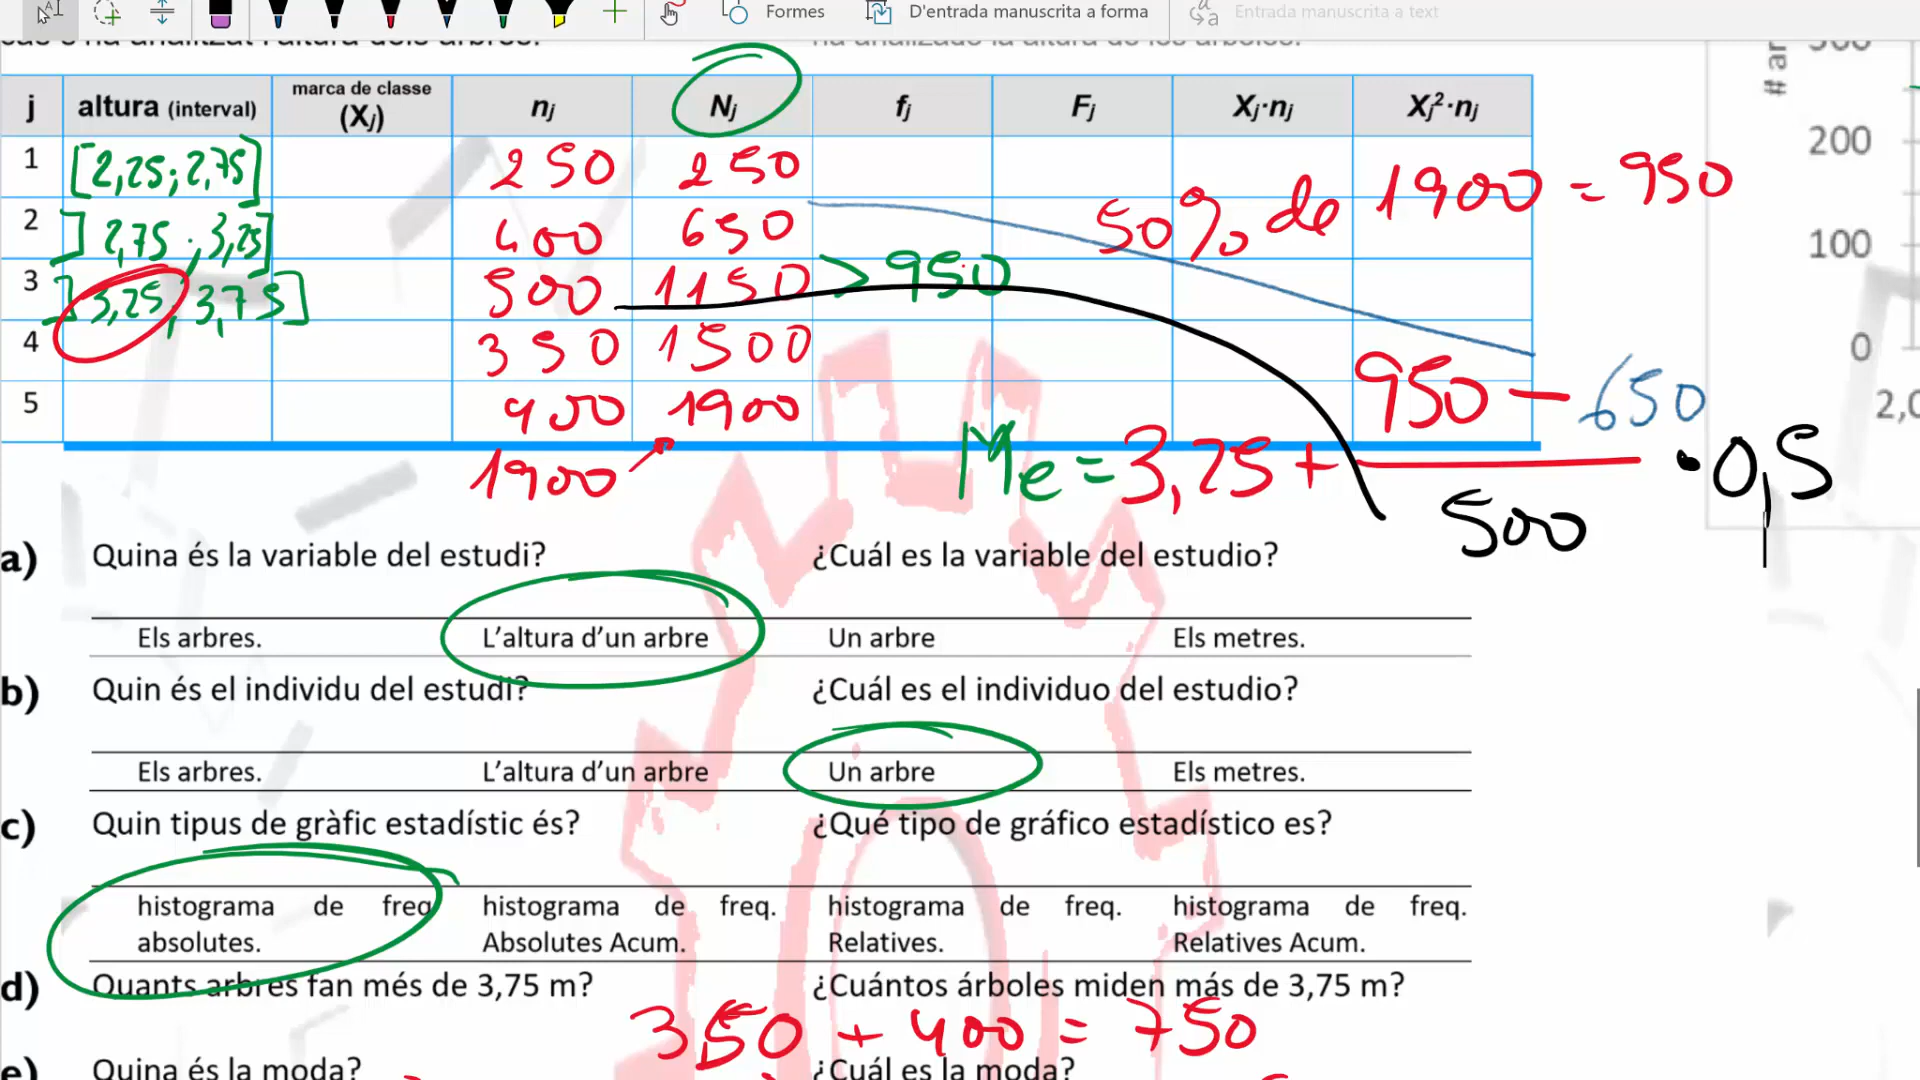 Formes D'entrada manuscrita a forma Entrada manuscrita a text
# ar
200
100
0
2,0
j altura (interval) marca de classe (Xj) nj Nj fj Fj Xj·nj Xj²·nj
1 [2,25;2,75] 250 250
50% de 1900 = 950
2 ]2,75;3,25] 400 650
3 ]3,25;3,75] 500 1150 >950
4 350 1500
5 400 1900
1900
Me = 3,25 + 950 - 650
500
·0,5
a) Quina és la variable del estudi? ¿Cuál es la variable del estudio?
Els arbres. L'altura d'un arbre Un arbre Els metres.
b) Quin és el individu del estudi? ¿Cuál es el individuo del estudio?
Els arbres. L'altura d'un arbre Un arbre Els metres.
c) Quin tipus de gràfic estadístic és? ¿Qué tipo de gráfico estadístico es?
histograma de freq histograma de freq. histograma de freq. histograma de freq.
absolutes. Absolutes Acum. Relatives. Relatives Acum.
d) Quants arbres fan més de 3,75 m? ¿Cuántos árboles miden más de 3,75 m?
350 + 400 = 750
e) Quina és la moda? ¿Cuál es la moda?